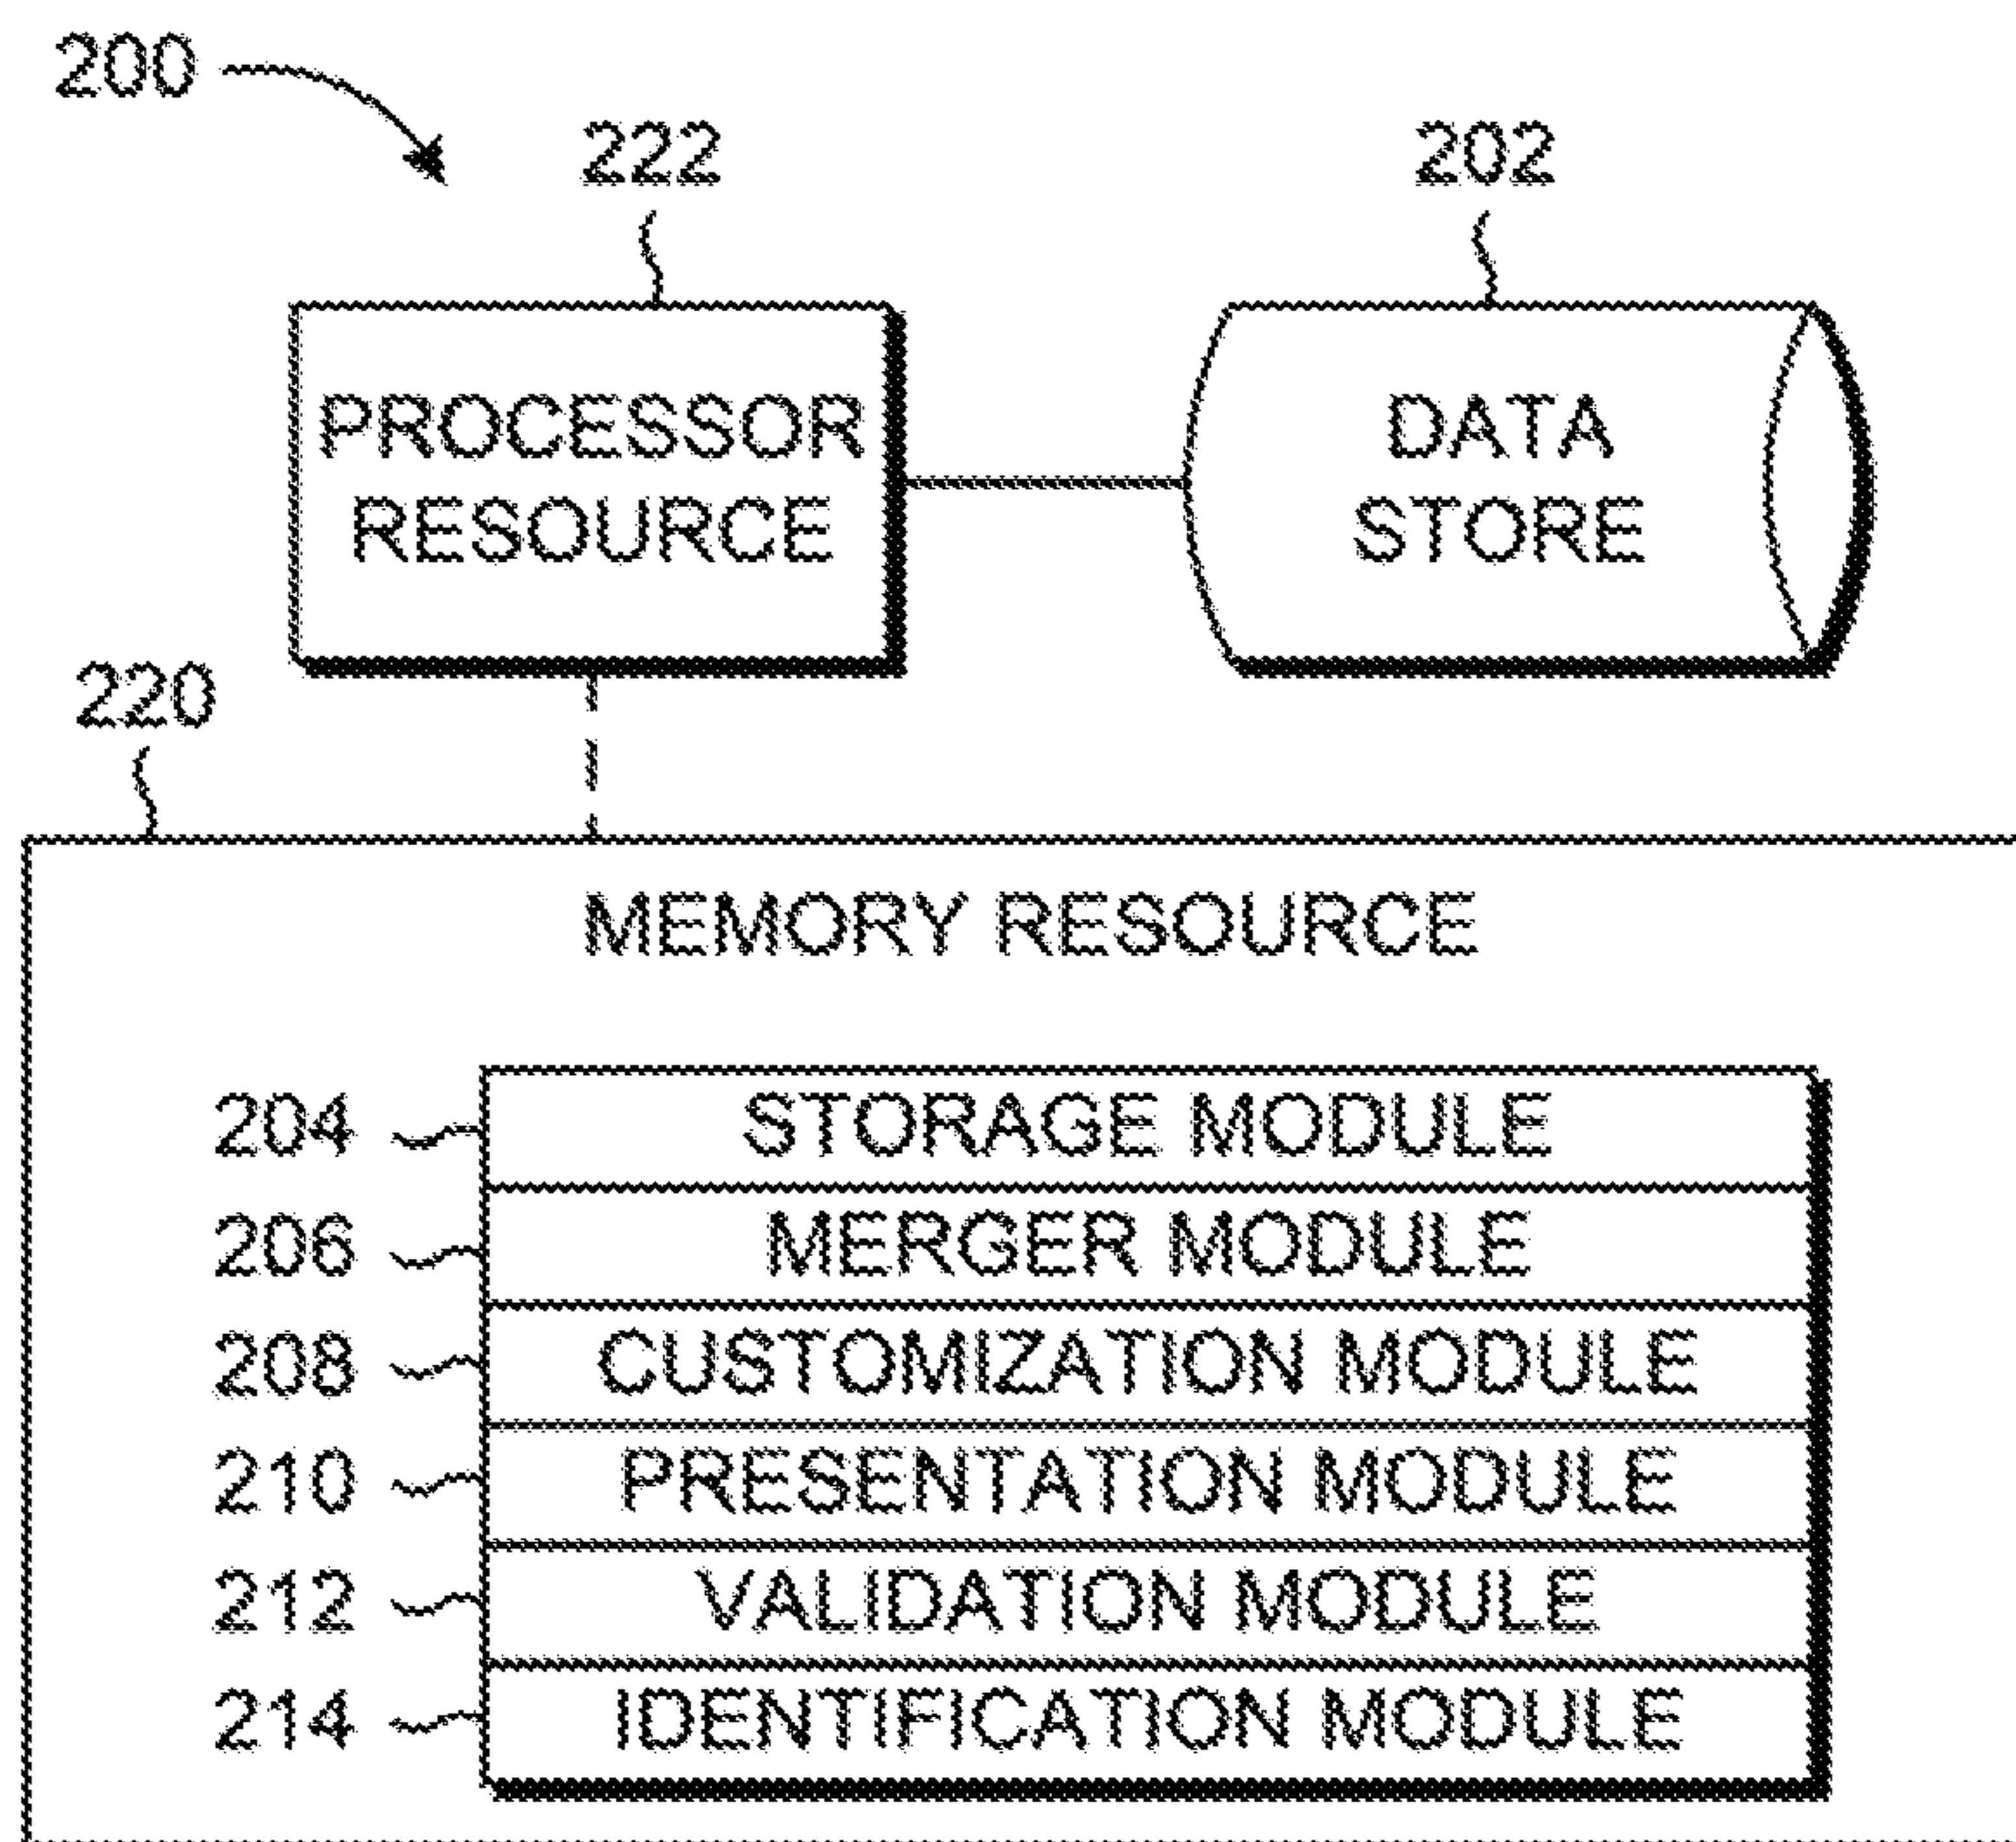 200
222
202
PROCESSOR
RESOURCE
DATA
STORE
220
MEMORY RESOURCE
204 STORAGE MODULE
206 MERGER MODULE
208 CUSTOMIZATION MODULE
210 PRESENTATION MODULE
212 VALIDATION MODULE
214 IDENTIFICATION MODULE